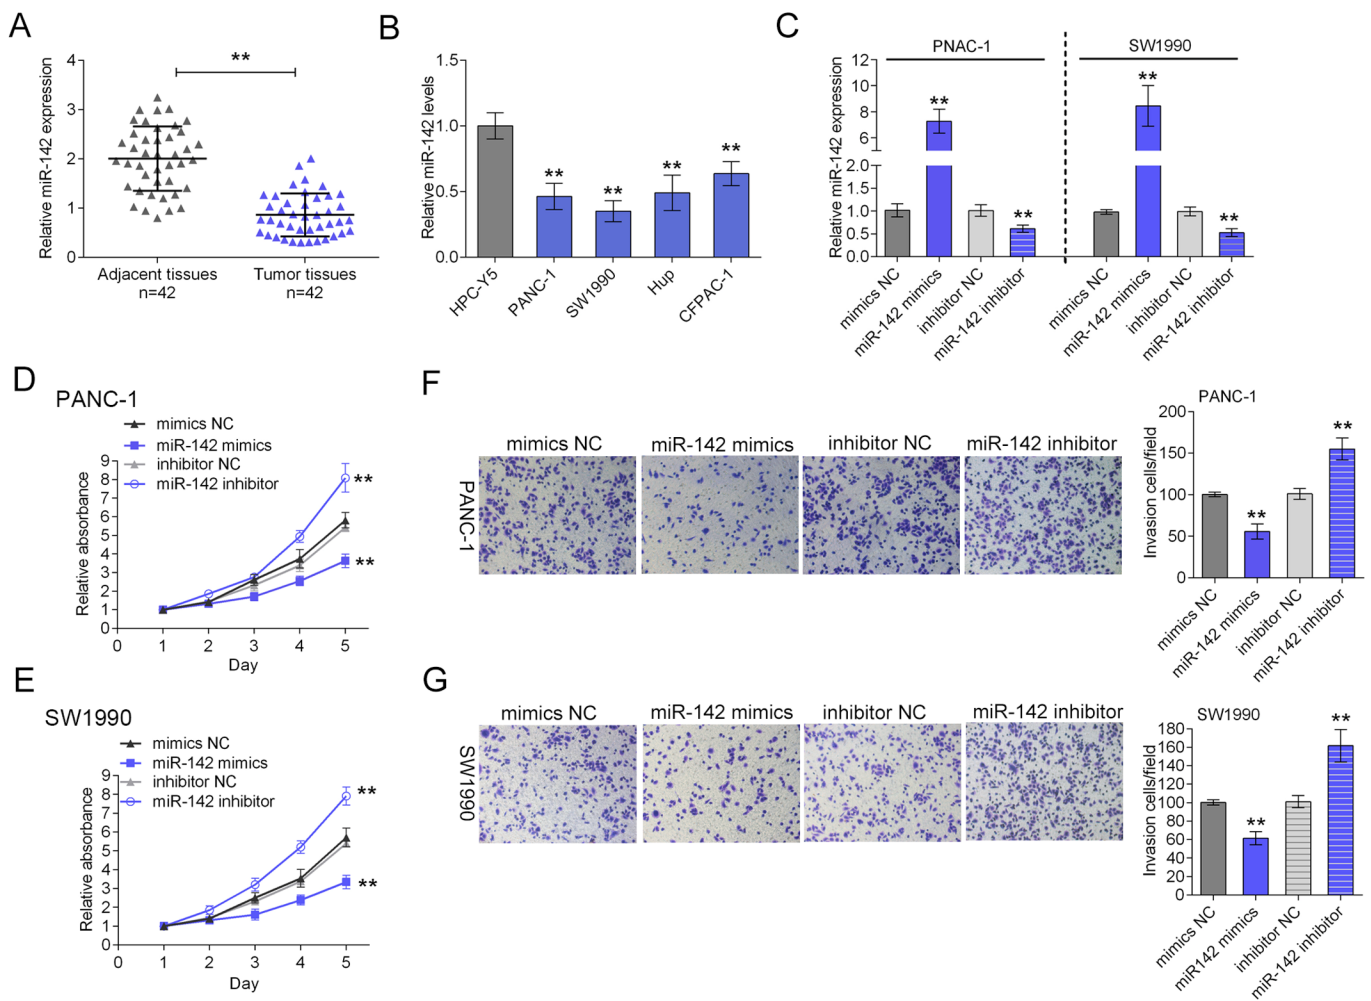 A
Relative miR-142 expression
4
3
2
1
0
**
Adjacent tissues
n=42
Tumor tissues
n=42
B
Relative miR-142 levels
1.5
1.0
0.5
0.0
**
**
**
**
HPC-Y5
PANC-1
SW1990
Hup
CFPAC-1
C
PNAC-1
SW1990
Relative miR-142 expression
12
10
8
6
2.0
1.5
1.0
0.5
0.0
**
**
**
**
mimics NC
miR-142 mimics
inhibitor NC
miR-142 inhibitor
mimics NC
miR-142 mimics
inhibitor NC
miR-142 inhibitor
D
PANC-1
mimics NC
miR-142 mimics
inhibitor NC
miR-142 inhibitor
Relative absorbance
9
8
7
6
5
4
3
2
1
0
**
**
0 1 2 3 4 5
Day
E
SW1990
mimics NC
miR-142 mimics
inhibitor NC
miR-142 inhibitor
Relative absorbance
9
8
7
6
5
4
3
2
1
0
**
**
0 1 2 3 4 5
Day
F
mimics NC miR-142 mimics inhibitor NC miR-142 inhibitor
PANC-1
PANC-1
Invasion cells/field
200
150
100
50
0
**
**
mimics NC
miR-142 mimics
inhibitor NC
miR-142 inhibitor
G
mimics NC miR-142 mimics inhibitor NC miR-142 inhibitor
SW1990
SW1990
Invasion cells/field
180
160
140
120
100
80
60
40
20
0
**
**
mimics NC
miR142 mimics
inhibitor NC
miR-142 inhibitor